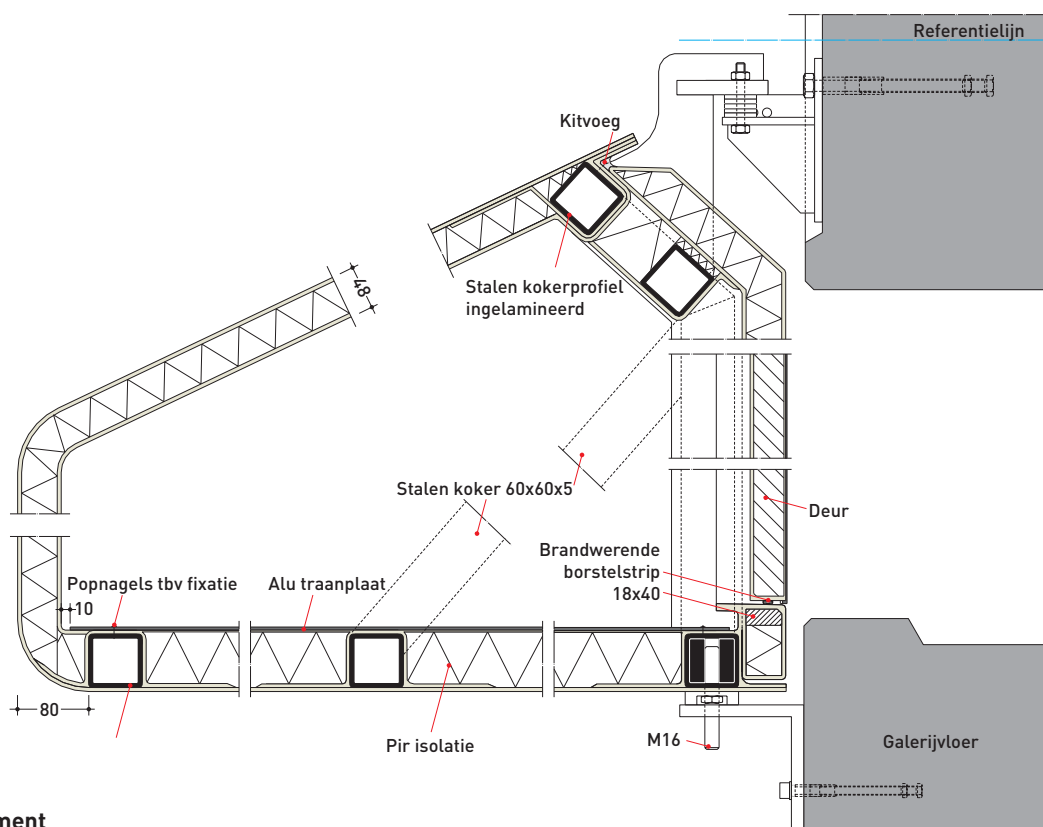 Referentielijn
Kitvoeg
Stalen kokerprofiel
ingelamineerd
48
Stalen koker 60x60x5
Deur
Brandwerende
borstelstrip
18x40
Popnagels tbv fixatie
Alu traanplaat
10
80
Pir isolatie
M16
Galerijvloer
ment